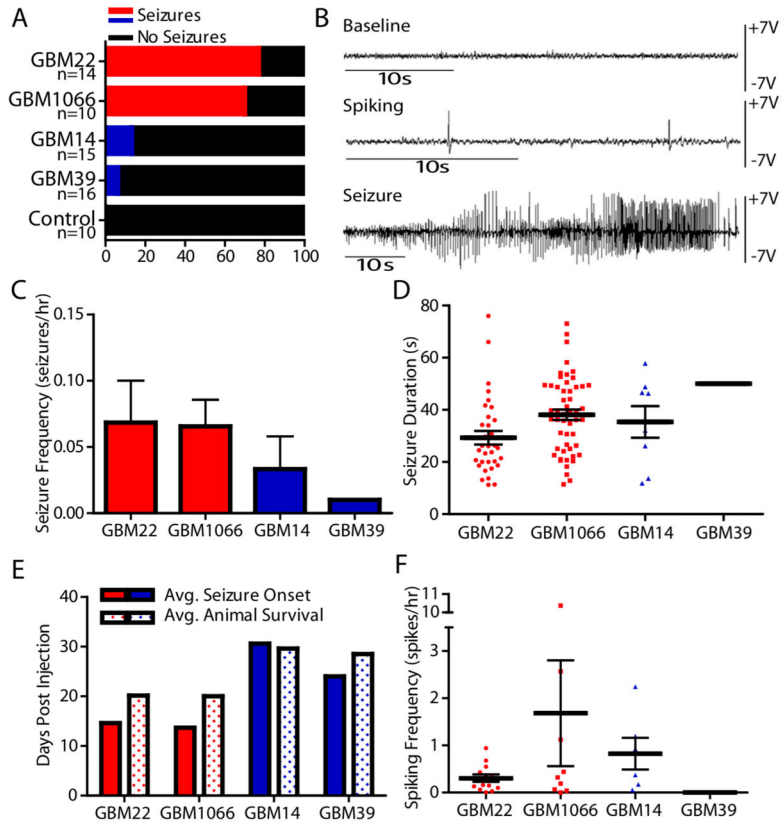 A
Seizures
No Seizures
GBM22
n=14
GBM1066
n=10
GBM14
n=15
GBM39
n=16
Control
n=10
0 20 40 60 80 100
B
Baseline
+7V
-7V
10s
Spiking
+7V
-7V
10s
Seizure
+7V
-7V
10s
C
Seizure Frequency (seizures/hr)
0.15
0.10
0.05
0.00
GBM22 GBM1066 GBM14 GBM39
D
Seizure Duration (s)
80
60
40
20
0
GBM22 GBM1066 GBM14 GBM39
E
Avg. Seizure Onset
Avg. Animal Survival
Days Post Injection
40
30
20
10
0
GBM22 GBM1066 GBM14 GBM39
F
Spiking Frequency (spikes/hr)
11
10
3
2
1
0
GBM22 GBM1066 GBM14 GBM39